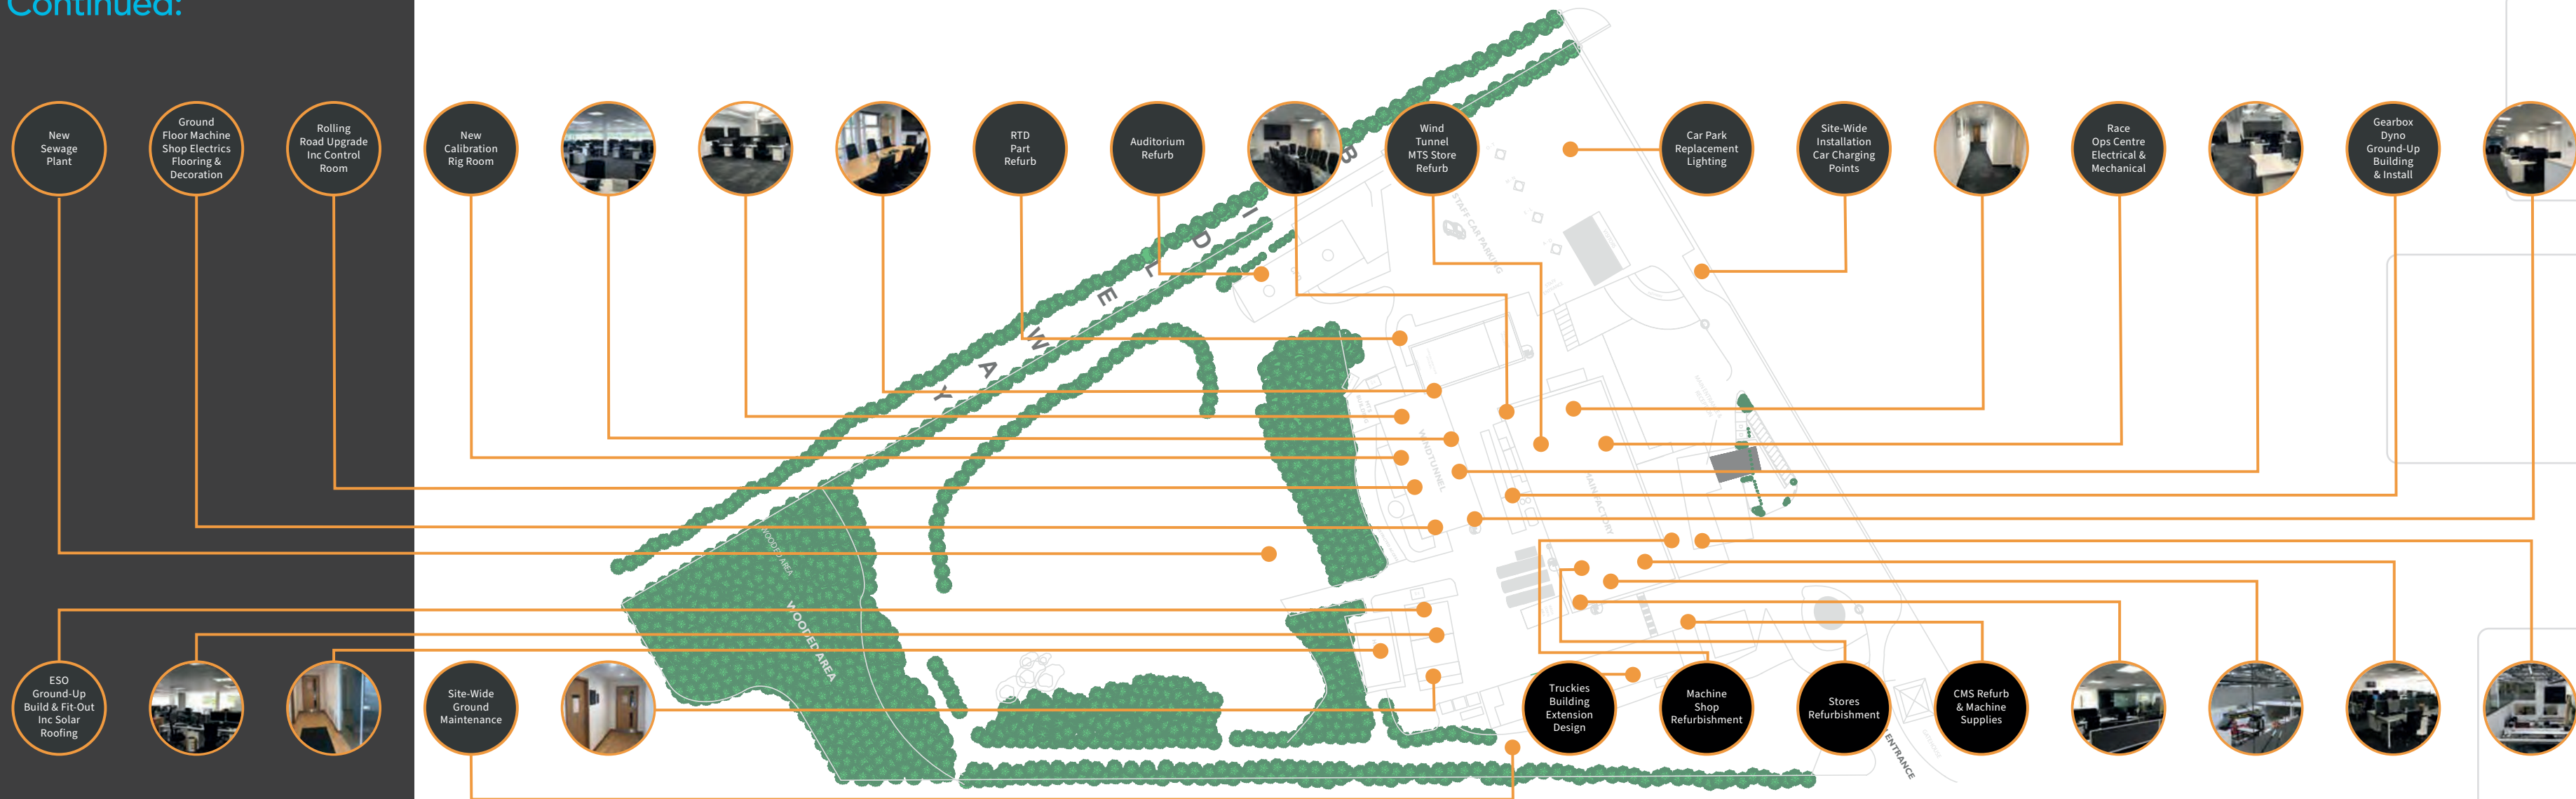 Continued:
New
Sewage
Plant
Ground
Floor Machine
Shop Electrics
Flooring &
Decoration
Rolling
Road Upgrade
Inc Control
Room
New
Calibration
Rig Room
RTD
Part
Refurb
Auditorium
Refurb
Wind
Tunnel
MTS Store
Refurb
Car Park
Replacement
Lighting
Site-Wide
Installation
Car Charging
Points
Race
Ops Centre
Electrical &
Mechanical
Gearbox
Dyno
Ground-Up
Building
& Install
B I D L E W A Y
STAFF CAR PARKING
WINDTUNNEL
MAIN FACTORY
WOODED AREA
WOODED AREA
ENTRANCE
ESO
Ground-Up
Build & Fit-Out
Inc Solar
Roofing
Site-Wide
Ground
Maintenance
Truckies
Building
Extension
Design
Machine
Shop
Refurbishment
Stores
Refurbishment
CMS Refurb
& Machine
Supplies